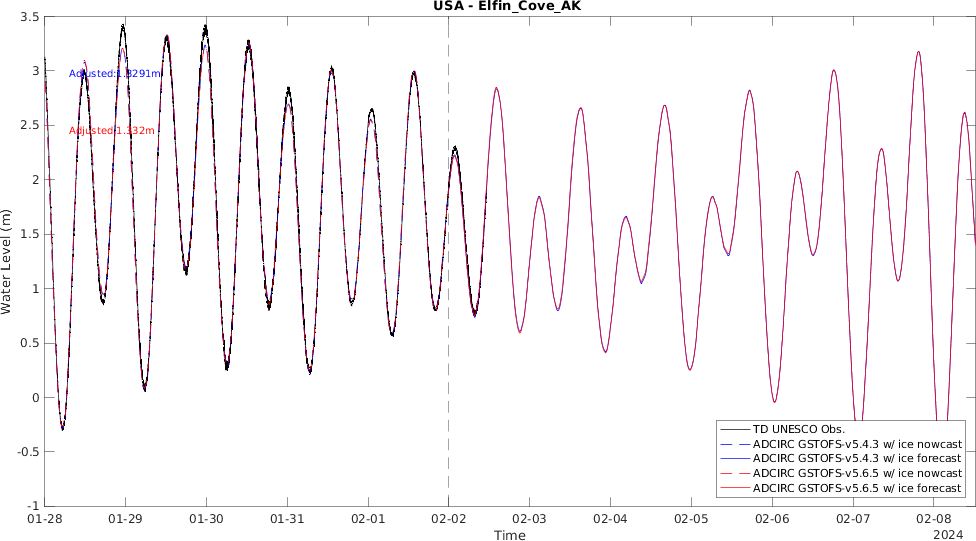 USA - Elfin_Cove_AK
3.5
3
2.5
2
1.5
1
0.5
0
-0.5
-1
Water Level (m)
Adjusted:1.3291m
Adjusted:1.332m
TD UNESCO Obs.
ADCIRC GSTOFS-v5.4.3 w/ ice nowcast
ADCIRC GSTOFS-v5.4.3 w/ ice forecast
ADCIRC GSTOFS-v5.6.5 w/ ice nowcast
ADCIRC GSTOFS-v5.6.5 w/ ice forecast
01-28 01-29 01-30 01-31 02-01 02-02 02-03 02-04 02-05 02-06 02-07 02-08
Time
2024